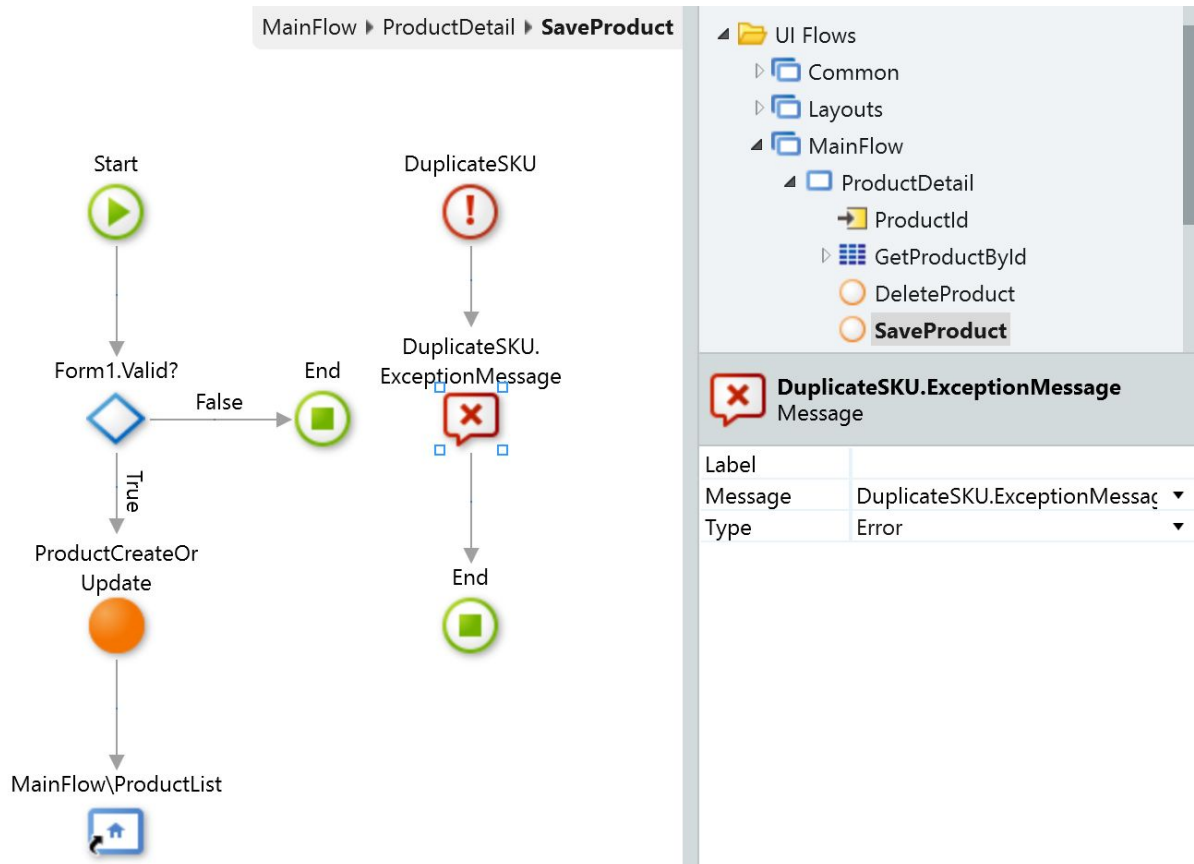 MainFlow ProductDetail SaveProduct
Start
Form1.Valid?
False
End
True
ProductCreateOr
Update
MainFlow\ProductList
DuplicateSKU
DuplicateSKU.
ExceptionMessage
End
UI Flows
Common
Layouts
MainFlow
ProductDetail
ProductId
GetProductById
DeleteProduct
SaveProduct
DuplicateSKU.ExceptionMessage
Message
Label
Message DuplicateSKU.ExceptionMessag
Type Error